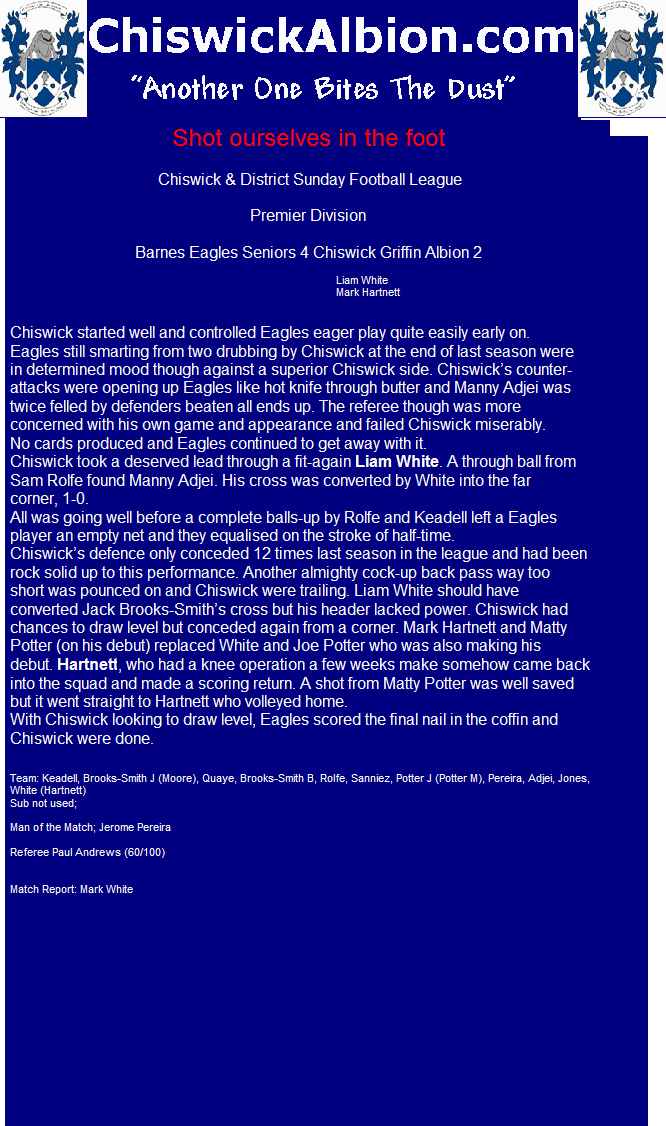 ChiswickAlbion.com
"Another One Bites The Dust"
Shot ourselves in the foot
Chiswick & District Sunday Football League
Premier Division
Barnes Eagles Seniors 4 Chiswick Griffin Albion 2
Liam White
Mark Hartnett
Chiswick started well and controlled Eagles eager play quite easily early on.
Eagles still smarting from two drubbing by Chiswick at the end of last season were
in determined mood though against a superior Chiswick side. Chiswick's counter-
attacks were opening up Eagles like hot knife through butter and Manny Adjei was
twice felled by defenders beaten all ends up. The referee though was more
concerned with his own game and appearance and failed Chiswick miserably.
No cards produced and Eagles continued to get away with it.
Chiswick took a deserved lead through a fit-again Liam White. A through ball from
Sam Rolfe found Manny Adjei. His cross was converted by White into the far
corner, 1-0.
All was going well before a complete balls-up by Rolfe and Keadell left a Eagles
player an empty net and they equalised on the stroke of half-time.
Chiswick's defence only conceded 12 times last season in the league and had been
rock solid up to this performance. Another almighty cock-up back pass way too
short was pounced on and Chiswick were trailing. Liam White should have
converted Jack Brooks-Smith's cross but his header lacked power. Chiswick had
chances to draw level but conceded again from a corner. Mark Hartnett and Matty
Potter (on his debut) replaced White and Joe Potter who was also making his
debut. Hartnett, who had a knee operation a few weeks make somehow came back
into the squad and made a scoring return. A shot from Matty Potter was well saved
but it went straight to Hartnett who volleyed home.
With Chiswick looking to draw level, Eagles scored the final nail in the coffin and
Chiswick were done.
Team: Keadell, Brooks-Smith J (Moore), Quaye, Brooks-Smith B, Rolfe, Sanniez, Potter J (Potter M), Pereira, Adjei, Jones,
White (Hartnett)
Sub not used;
Man of the Match; Jerome Pereira
Referee Paul Andrews (60/100)
Match Report: Mark White